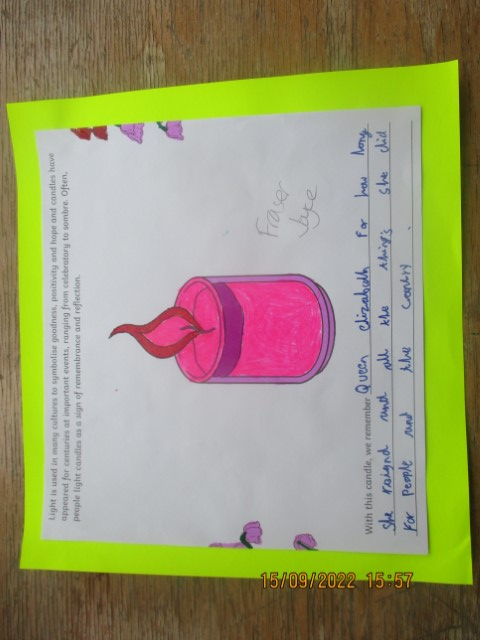 Light is used in many cultures to symbolise goodness, positivity and hope and candles have
appeared for centuries at important events, ranging from celebratory to sombre. Often,
people light candles as a sign of remembrance and reflection.
Fraser
With this candle, we remember Queen Elizabeth For how long
She raignd and all the things she did
For people and the
15/09/2022 15:57